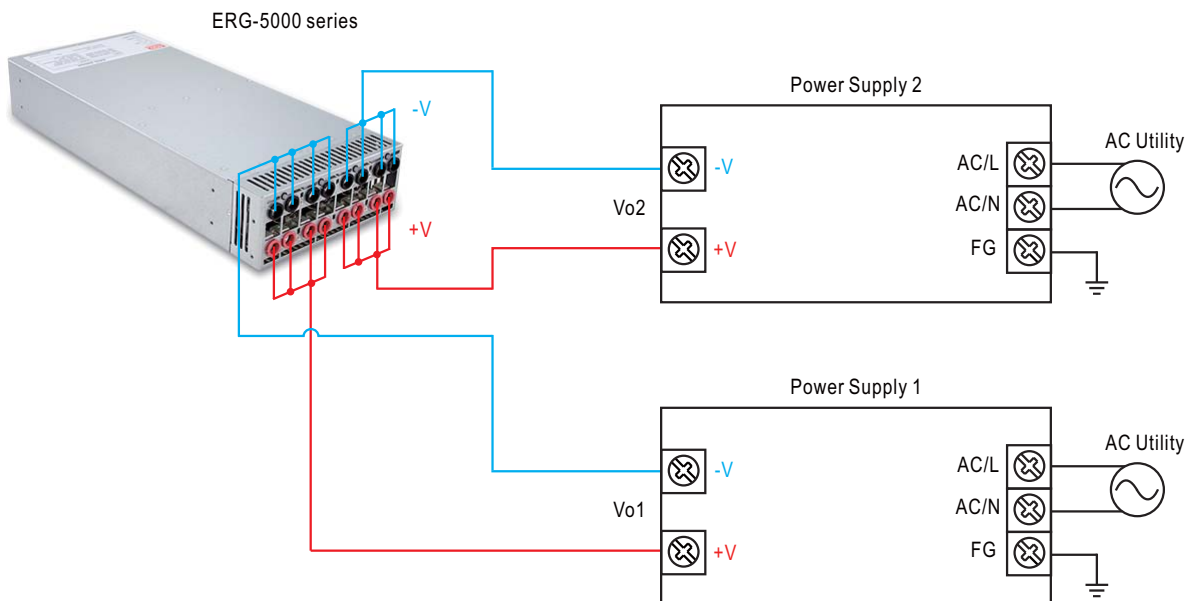 ERG-5000 series
-V
+V
Power Supply 2
-V
Vo2
+V
AC/L
AC/N
FG
AC Utility
Power Supply 1
-V
Vo1
+V
AC/L
AC/N
FG
AC Utility